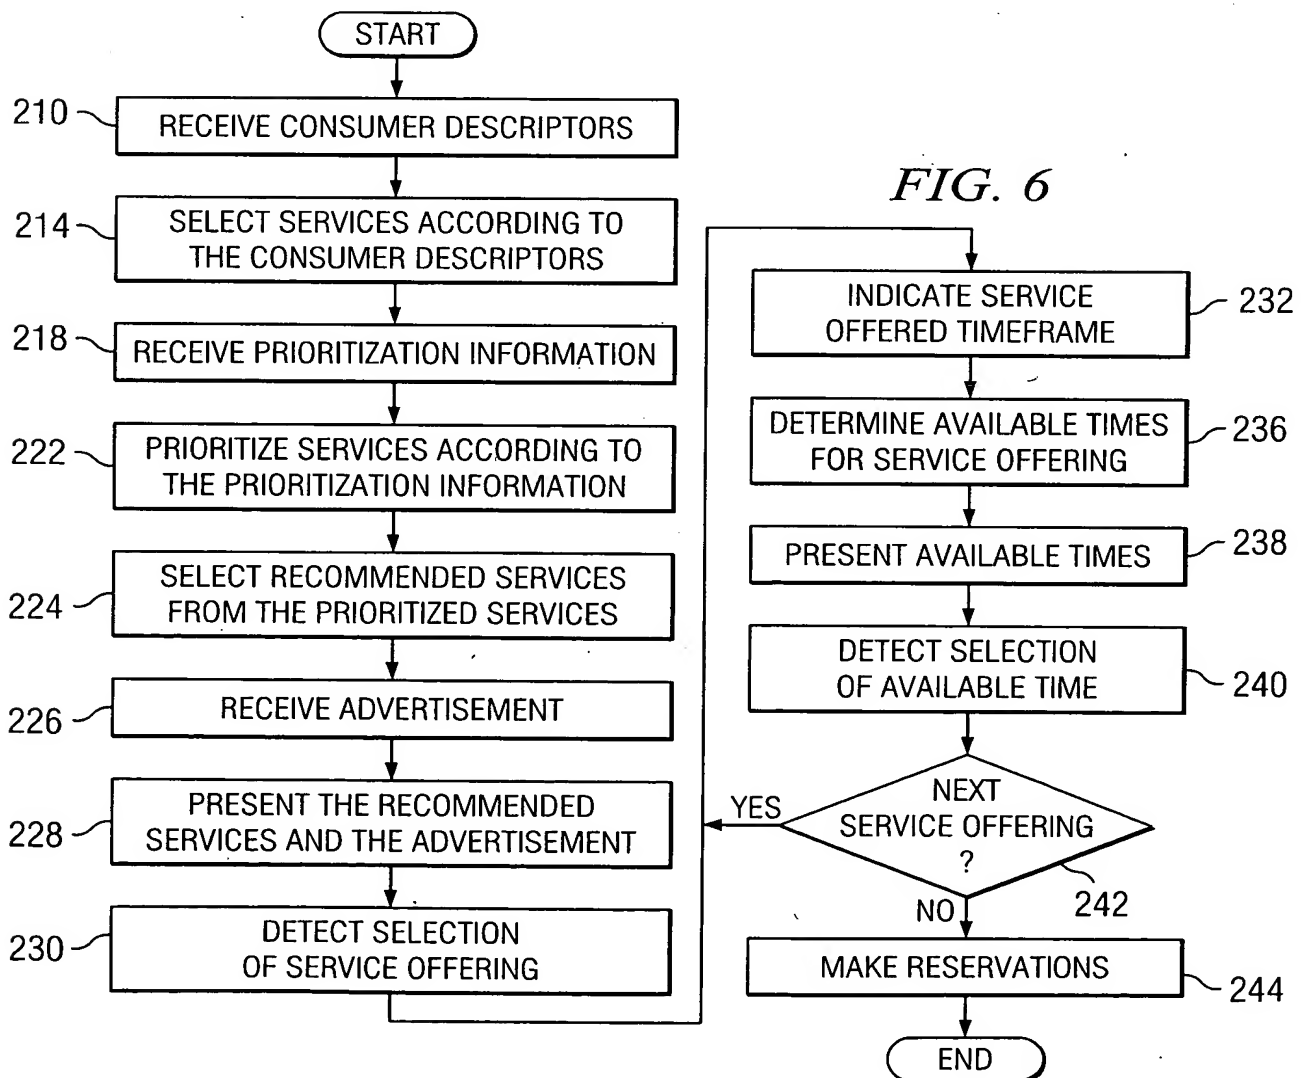 START
210
RECEIVE CONSUMER DESCRIPTORS
214
SELECT SERVICES ACCORDING TO
THE CONSUMER DESCRIPTORS
218
RECEIVE PRIORITIZATION INFORMATION
222
PRIORITIZE SERVICES ACCORDING TO
THE PRIORITIZATION INFORMATION
224
SELECT RECOMMENDED SERVICES
FROM THE PRIORITIZED SERVICES
226
RECEIVE ADVERTISEMENT
228
PRESENT THE RECOMMENDED
SERVICES AND THE ADVERTISEMENT
230
DETECT SELECTION
OF SERVICE OFFERING
FIG. 6
INDICATE SERVICE
OFFERED TIMEFRAME
232
DETERMINE AVAILABLE TIMES
FOR SERVICE OFFERING
236
PRESENT AVAILABLE TIMES
238
DETECT SELECTION
OF AVAILABLE TIME
240
YES
NEXT
SERVICE OFFERING
?
242
NO
MAKE RESERVATIONS
244
END